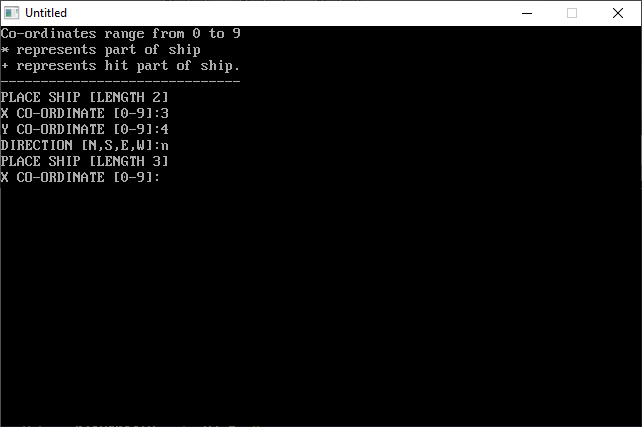 Untitled
Co-ordinates range from 0 to 9
* represents part of ship
+ represents hit part of ship.
------------------------------
PLACE SHIP [LENGTH 2]
X CO-ORDINATE [0-9]:3
Y CO-ORDINATE [0-9]:4
DIRECTION [N,S,E,W]:n
PLACE SHIP [LENGTH 3]
X CO-ORDINATE [0-9]: